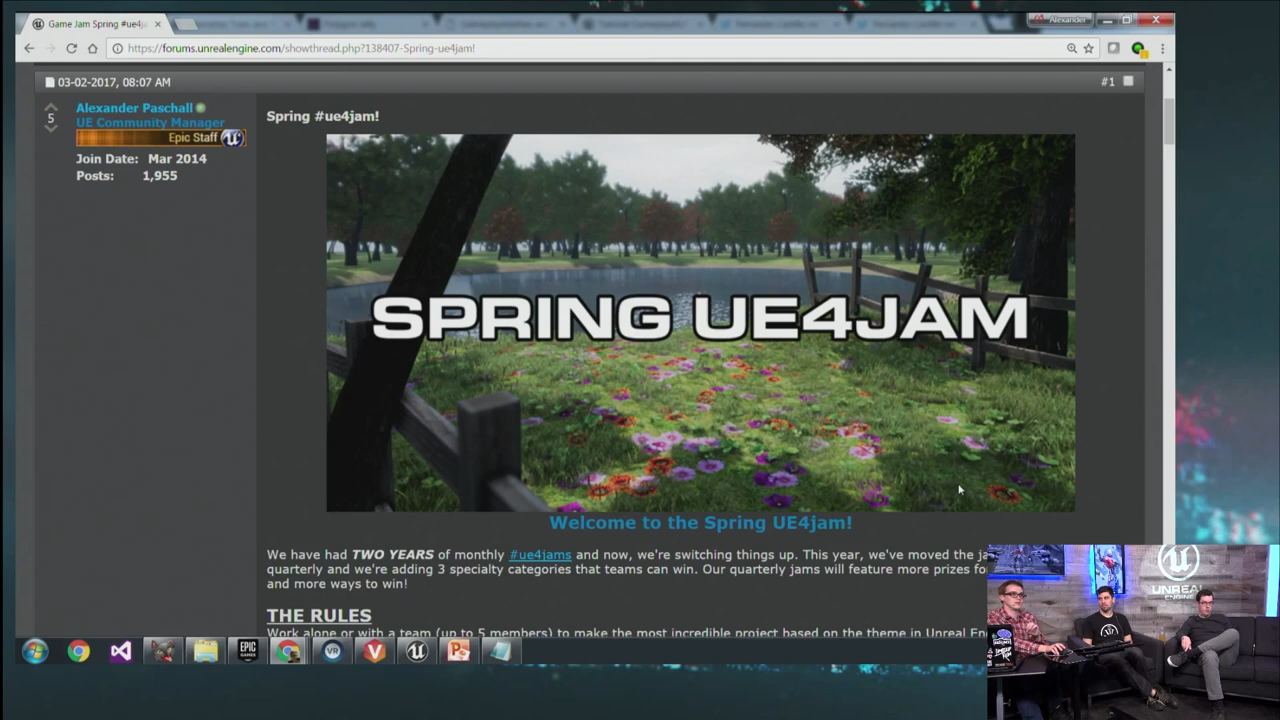 Game Jam Spring #ue4j
Alexander
https://forums.unrealengine.com/showthread.php?138407-Spring-ue4jam!
03-02-2017, 08:07 AM
#1
5
Alexander Paschall
UE Community Manager
Epic Staff
Join Date: Mar 2014
Posts: 1,955
Spring #ue4jam!
SPRING UE4JAM
Welcome to the Spring UE4jam!
We have had TWO YEARS of monthly #ue4jams and now, we're switching things up. This year, we've moved the ja
quarterly and we're adding 3 specialty categories that teams can win. Our quarterly jams will feature more prizes fo
and more ways to win!
THE RULES
Work alone or with a team (up to 5 members) to make the most incredible project based on the theme in Unreal En
EPIC
GAMES
VR
UNREAL
ENGINE